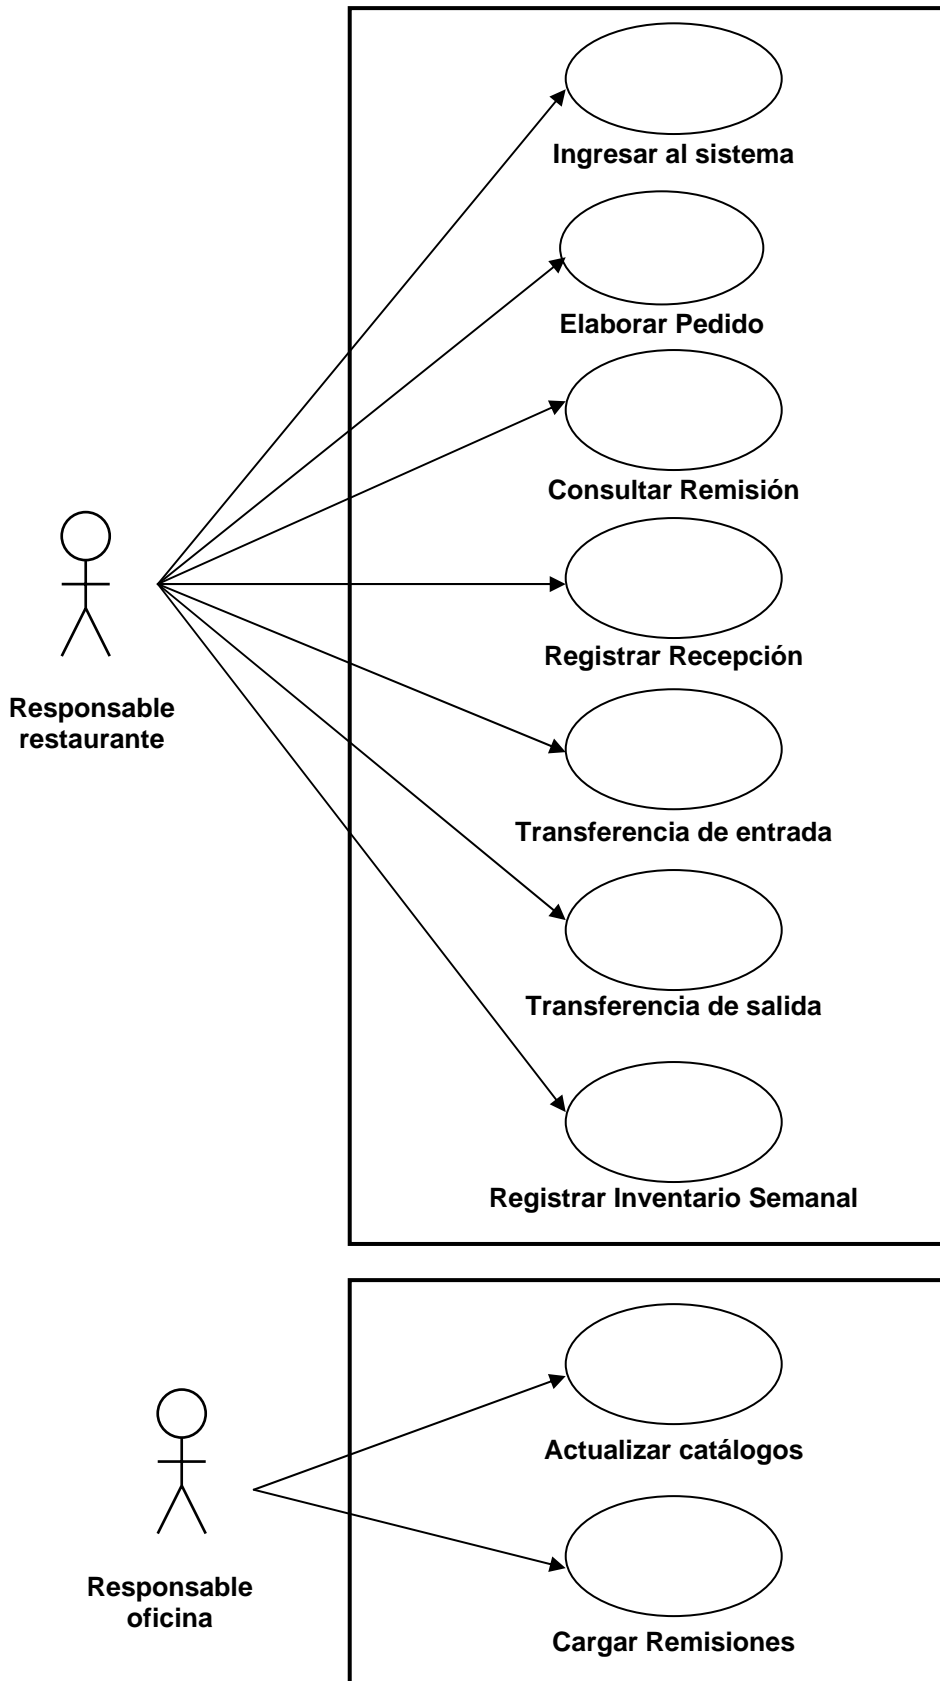 Ingresar al sistema
Elaborar Pedido
Consultar Remisión
Registrar Recepción
Responsable
restaurante
Transferencia de entrada
Transferencia de salida
Registrar Inventario Semanal
Actualizar catálogos
Responsable
oficina
Cargar Remisiones